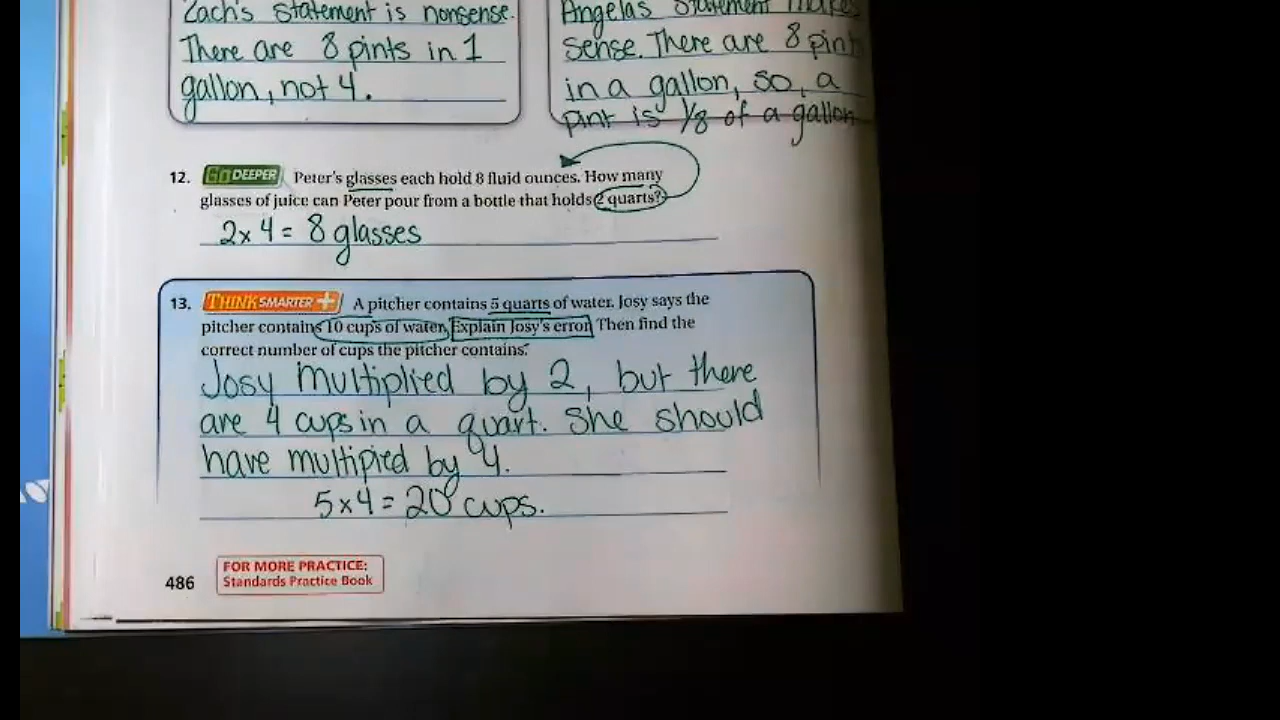 Zach's statement is nonsense.
There are 8 pints in 1
gallon, not 4.
Angela's statement makes
sense. There are 8 pint
in a gallon, so, a
pint is 1/8 of a gallon
12. GO DEEPER Peter's glasses each hold 8 fluid ounces. How many
glasses of juice can Peter pour from a bottle that holds 2 quarts?
2 x 4 = 8 glasses
13. THINK SMARTER + A pitcher contains 5 quarts of water. Josy says the
pitcher contains 10 cups of water. Explain Josy's error. Then find the
correct number of cups the pitcher contains.
Josy multiplied by 2, but there
are 4 cups in a quart. She should
have multipied by 4.
5 x 4 = 20 cups.
486
FOR MORE PRACTICE:
Standards Practice Book